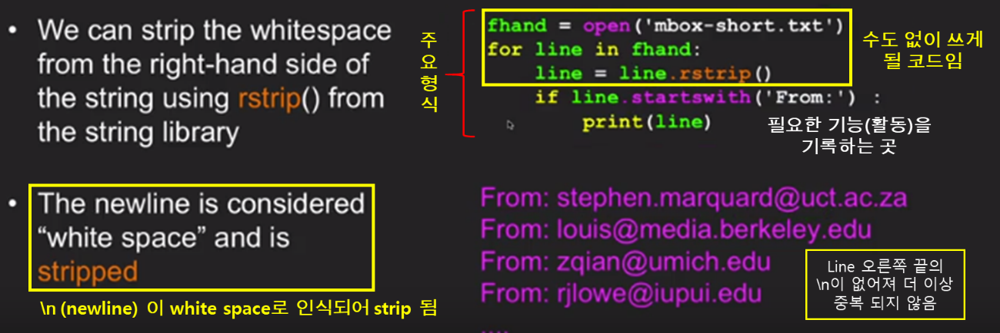 • We can strip the whitespace
from the right-hand side of
the string using rstrip() from
the string library
주
요
형
식
fhand = open('mbox-short.txt')
for line in fhand:
    line = line.rstrip()
    if line.startswith('From:') :
        print(line)
수도 없이 쓰게
될 코드임
필요한 기능(활동)을
기록하는 곳
• The newline is considered
“white space” and is
stripped
\n (newline) 이 white space로 인식되어 strip 됨
From: stephen.marquard@uct.ac.za
From: louis@media.berkeley.edu
From: zqian@umich.edu
From: rjlowe@iupui.edu
....
Line 오른쪽 끝의
\n이 없어져 더 이상
중복 되지 않음